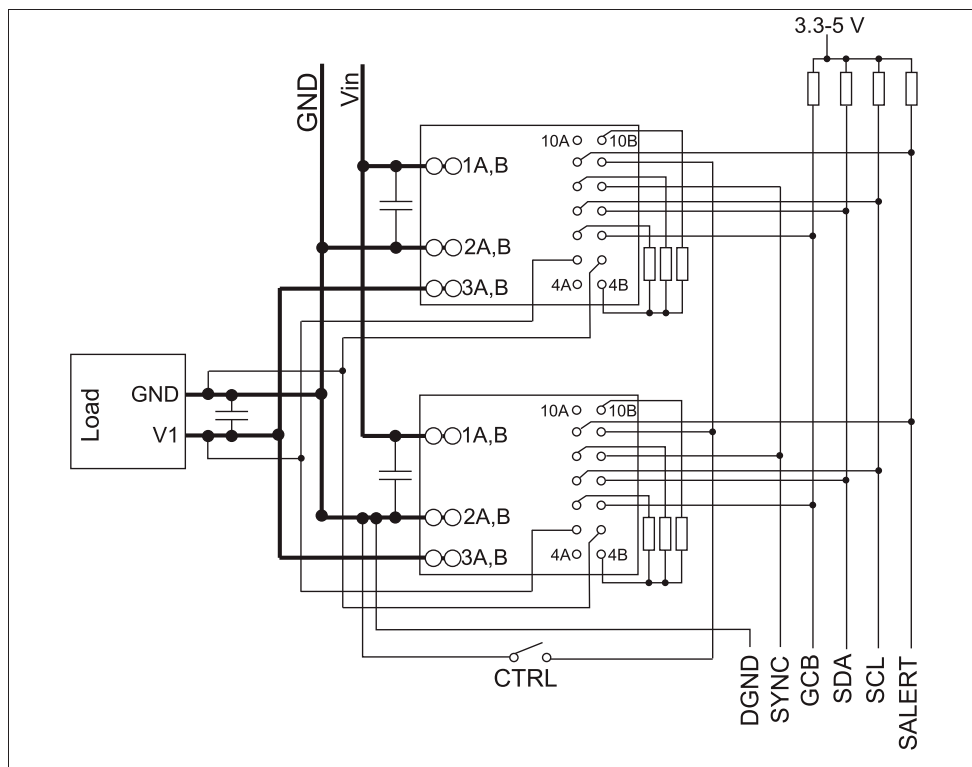 3.3-5 V
GND
Vin
10A
10B
1A,B
2A,B
3A,B
4A
4B
Load
GND
V1
10A
10B
1A,B
2A,B
3A,B
4A
4B
CTRL
DGND
SYNC
GCB
SDA
SCL
SALERT